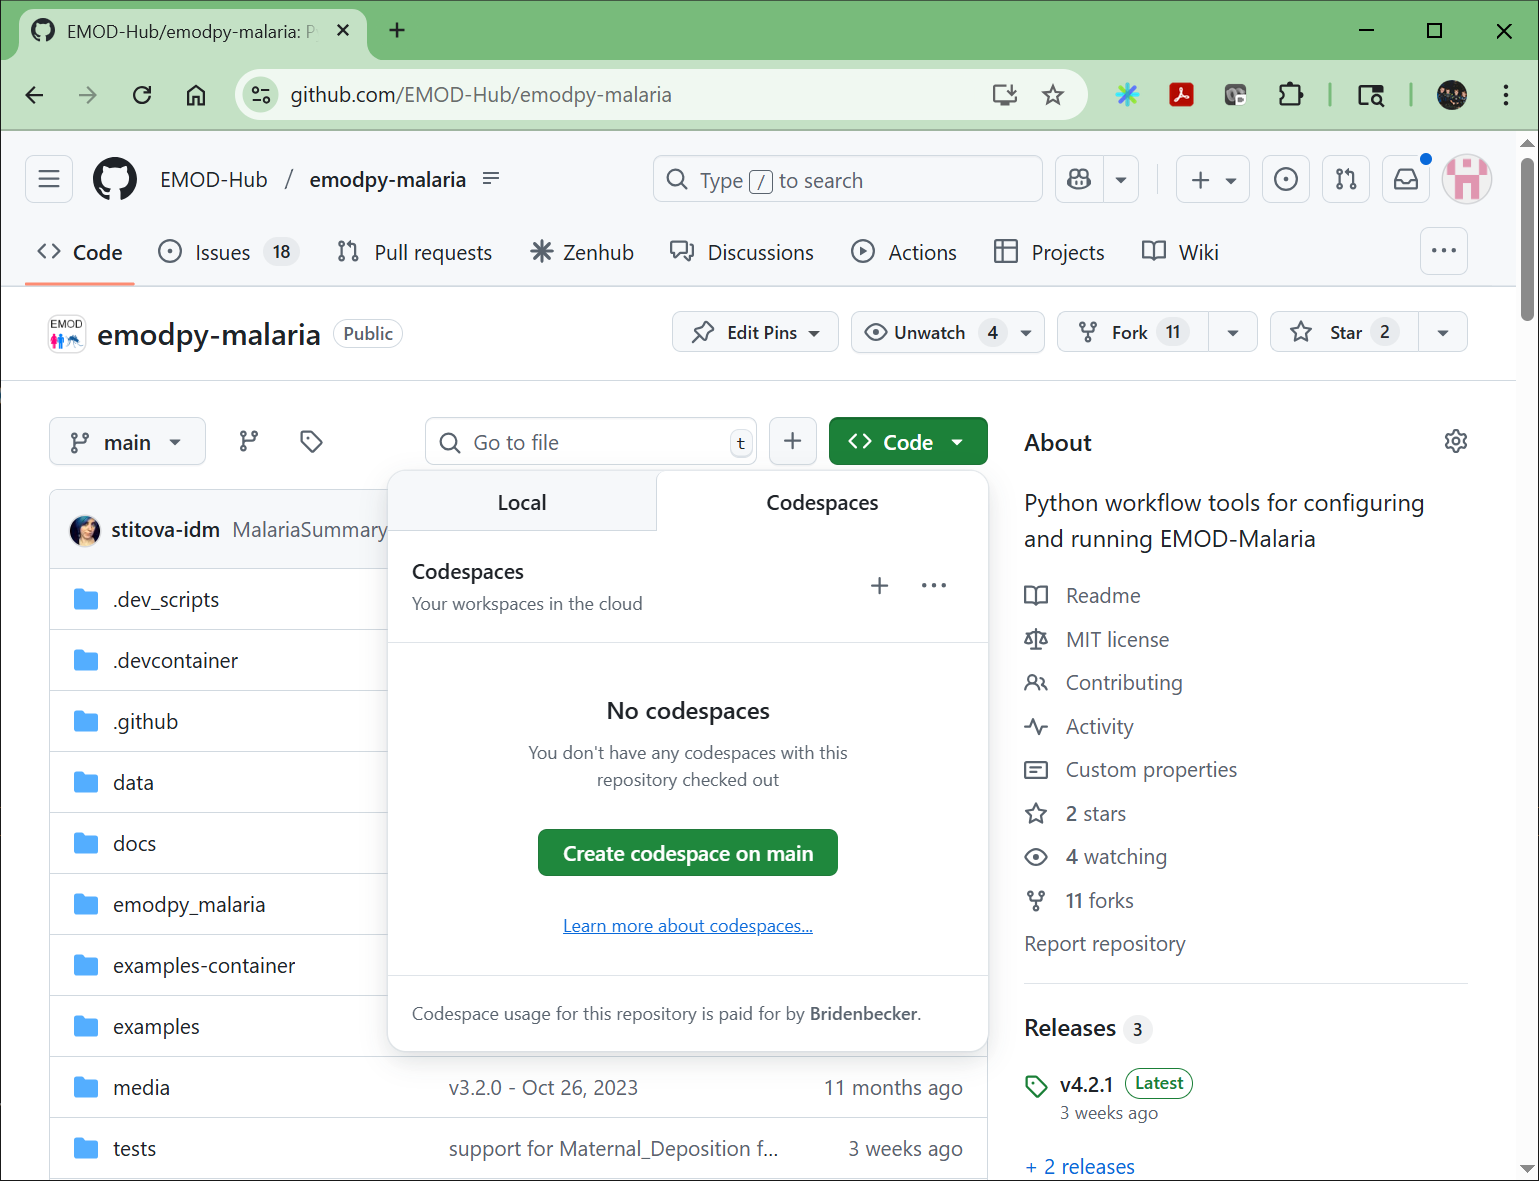 EMOD-Hub/emodpy-malaria: P
github.com/EMOD-Hub/emodpy-malaria
EMOD-Hub / emodpy-malaria
Type / to search
Code
Issues 18
Pull requests
Zenhub
Discussions
Actions
Projects
Wiki
EMOD
emodpy-malaria Public
Edit Pins
Unwatch 4
Fork 11
Star 2
main
Go to file t
Code
About
Python workflow tools for configuring
and running EMOD-Malaria
Readme
MIT license
Contributing
Activity
Custom properties
2 stars
4 watching
11 forks
Report repository
Releases 3
v4.2.1 Latest
3 weeks ago
+ 2 releases
Local
Codespaces
Codespaces
Your workspaces in the cloud
No codespaces
You don't have any codespaces with this
repository checked out
Create codespace on main
Learn more about codespaces...
Codespace usage for this repository is paid for by Bridenbecker.
stitova-idm MalariaSummary
.dev_scripts
.devcontainer
.github
data
docs
emodpy_malaria
examples-container
examples
media v3.2.0 - Oct 26, 2023 11 months ago
tests support for Maternal_Deposition f... 3 weeks ago